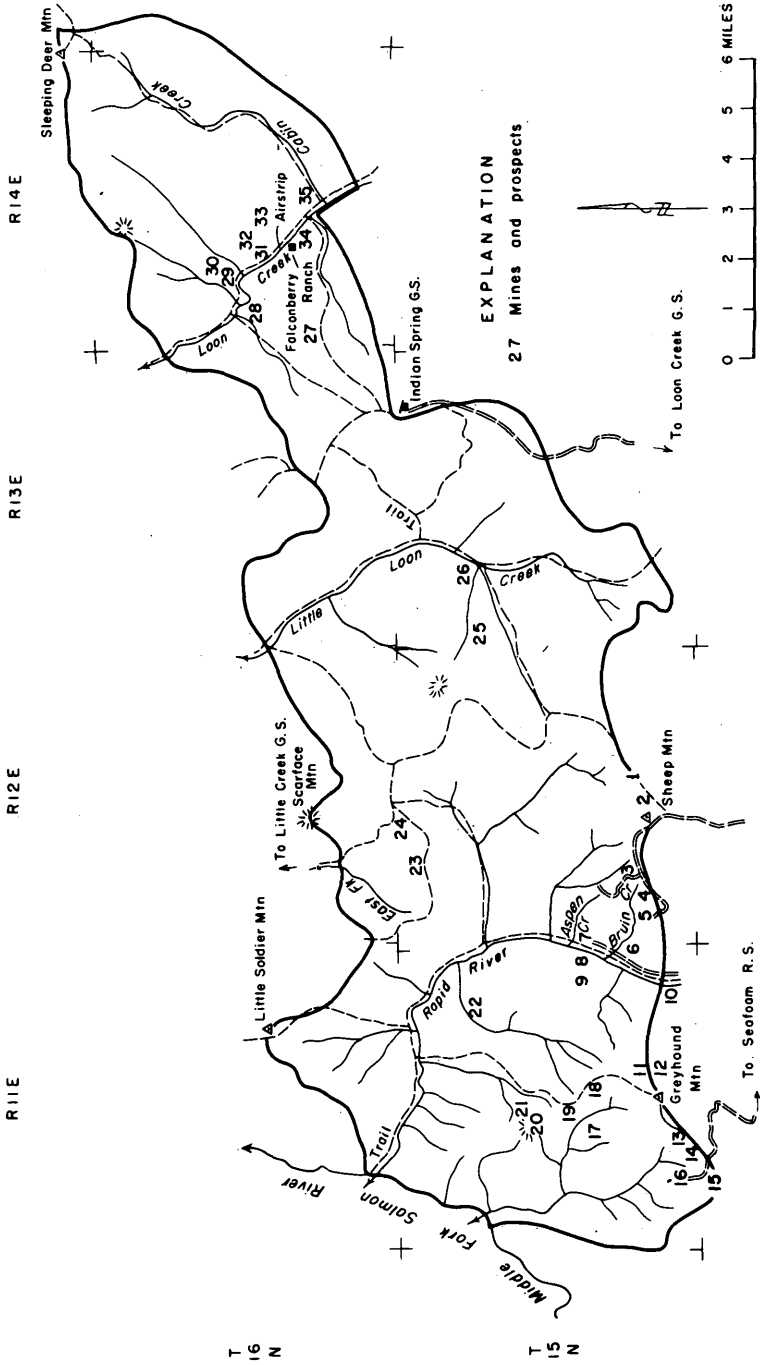 R11E
R12E
R13E
R14E
T
16
N
T
15
N
Sleeping Deer Mtn
Cabin
Creek
Airstrip
Falconberry
Ranch
Loon
Creek
27
28
29
30
31
32
33
34
35
Indian Spring G.S.
To Loon Creek G.S.
Trail
Little
Loon
Creek
25
26
To Little Creek G.S.
Scarface
Mtn
East Fk
23
24
Little Soldier Mtn
Rapid
River
22
Trail
Middle
Fork
Salmon
River
Aspen
Cr
Bruin
Cr
1
2
Sheep Mtn
3
4
5
6
7
8
9
10
11
12
Greyhound
Mtn
13
14
15
16
17
18
19
20
21
To Seafoam R.S.
EXPLANATION
27 Mines and prospects
N
0 1 2 3 4 5 6 MILES